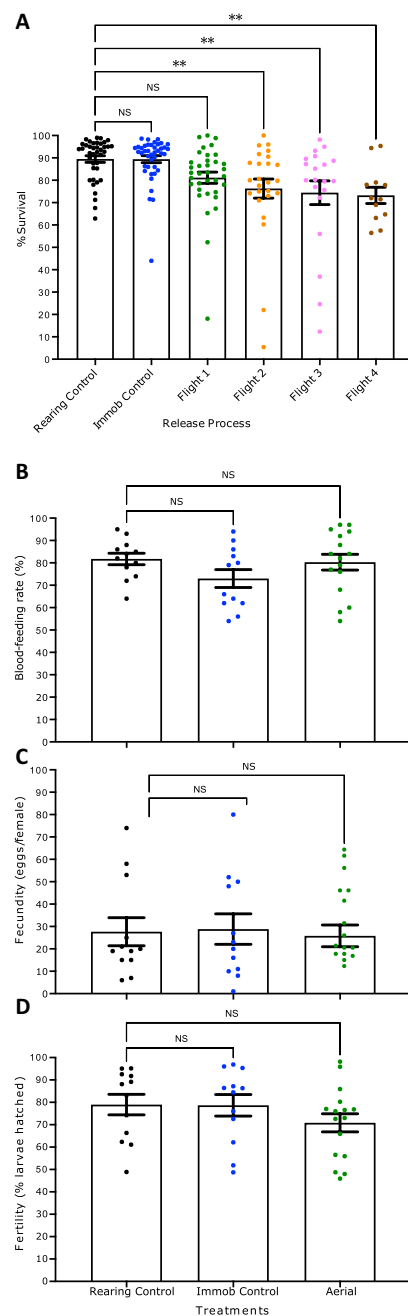 A
**
**
**
NS
NS
%Survival
100
90
80
70
60
50
40
30
20
10
0
Rearing Control
Immob Control
Flight 1
Flight 2
Flight 3
Flight 4
Release Process
B
NS
NS
Blood-feeding rate (%)
100
90
80
70
60
50
40
30
20
10
0
C
NS
NS
Fecundity (eggs/female)
100
90
80
70
60
50
40
30
20
10
0
D
NS
NS
Fertility (% larvae hatched)
100
90
80
70
60
50
40
30
20
10
0
Rearing Control Immob Control Aerial
Treatments